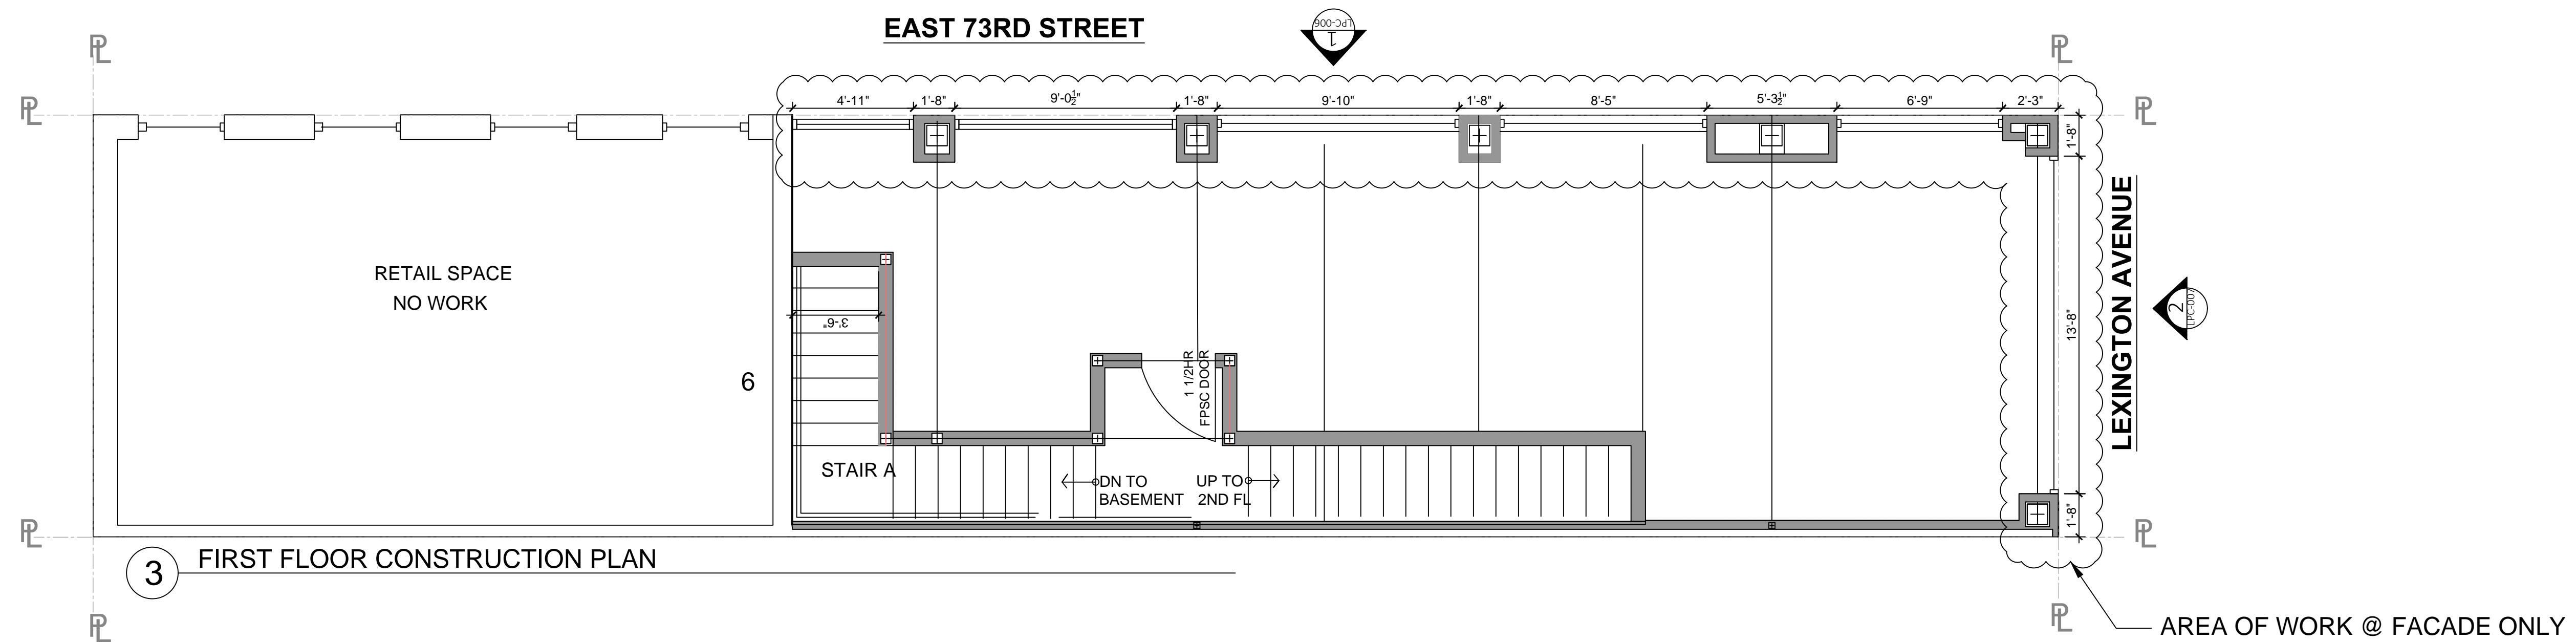 EAST 73RD STREET
LPC-006
1
PL
PL
PL
PL
4'-11"
1'-8"
9'-0½"
1'-8"
9'-10"
1'-8"
8'-5"
5'-3½"
6'-9"
2'-3"
1'-8"
RETAIL SPACE
NO WORK
3'-6"
6
1 1/2HR
FPSC DOOR
13'-8"
LEXINGTON AVENUE
2
LPC-007
STAIR A
DN TO
BASEMENT
UP TO
2ND FL
1'-8"
PL
PL
3
FIRST FLOOR CONSTRUCTION PLAN
PL
PL
AREA OF WORK @ FACADE ONLY